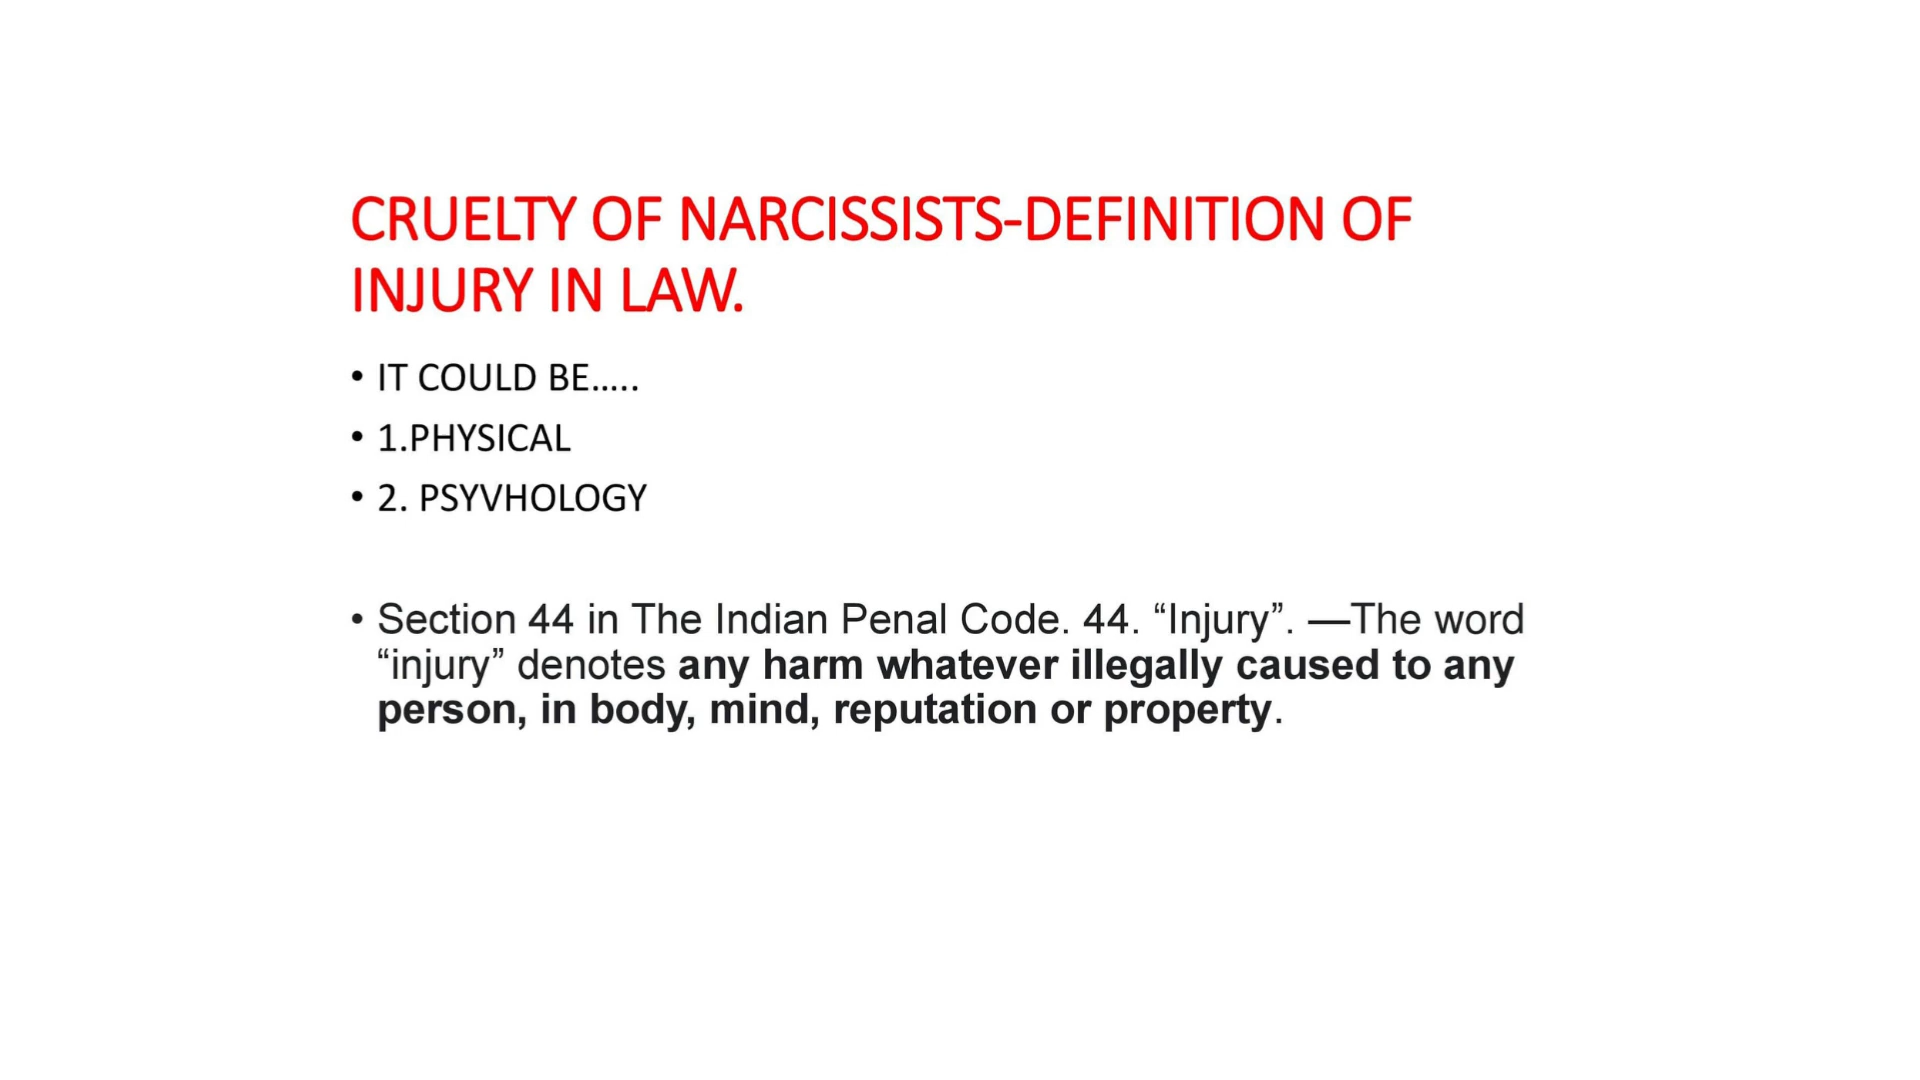 CRUELTY OF NARCISSISTS-DEFINITION OF
INJURY IN LAW.
• IT COULD BE.....
• 1.PHYSICAL
• 2. PSYVHOLOGY
• Section 44 in The Indian Penal Code. 44. “Injury”. —The word
“injury” denotes any harm whatever illegally caused to any
person, in body, mind, reputation or property.